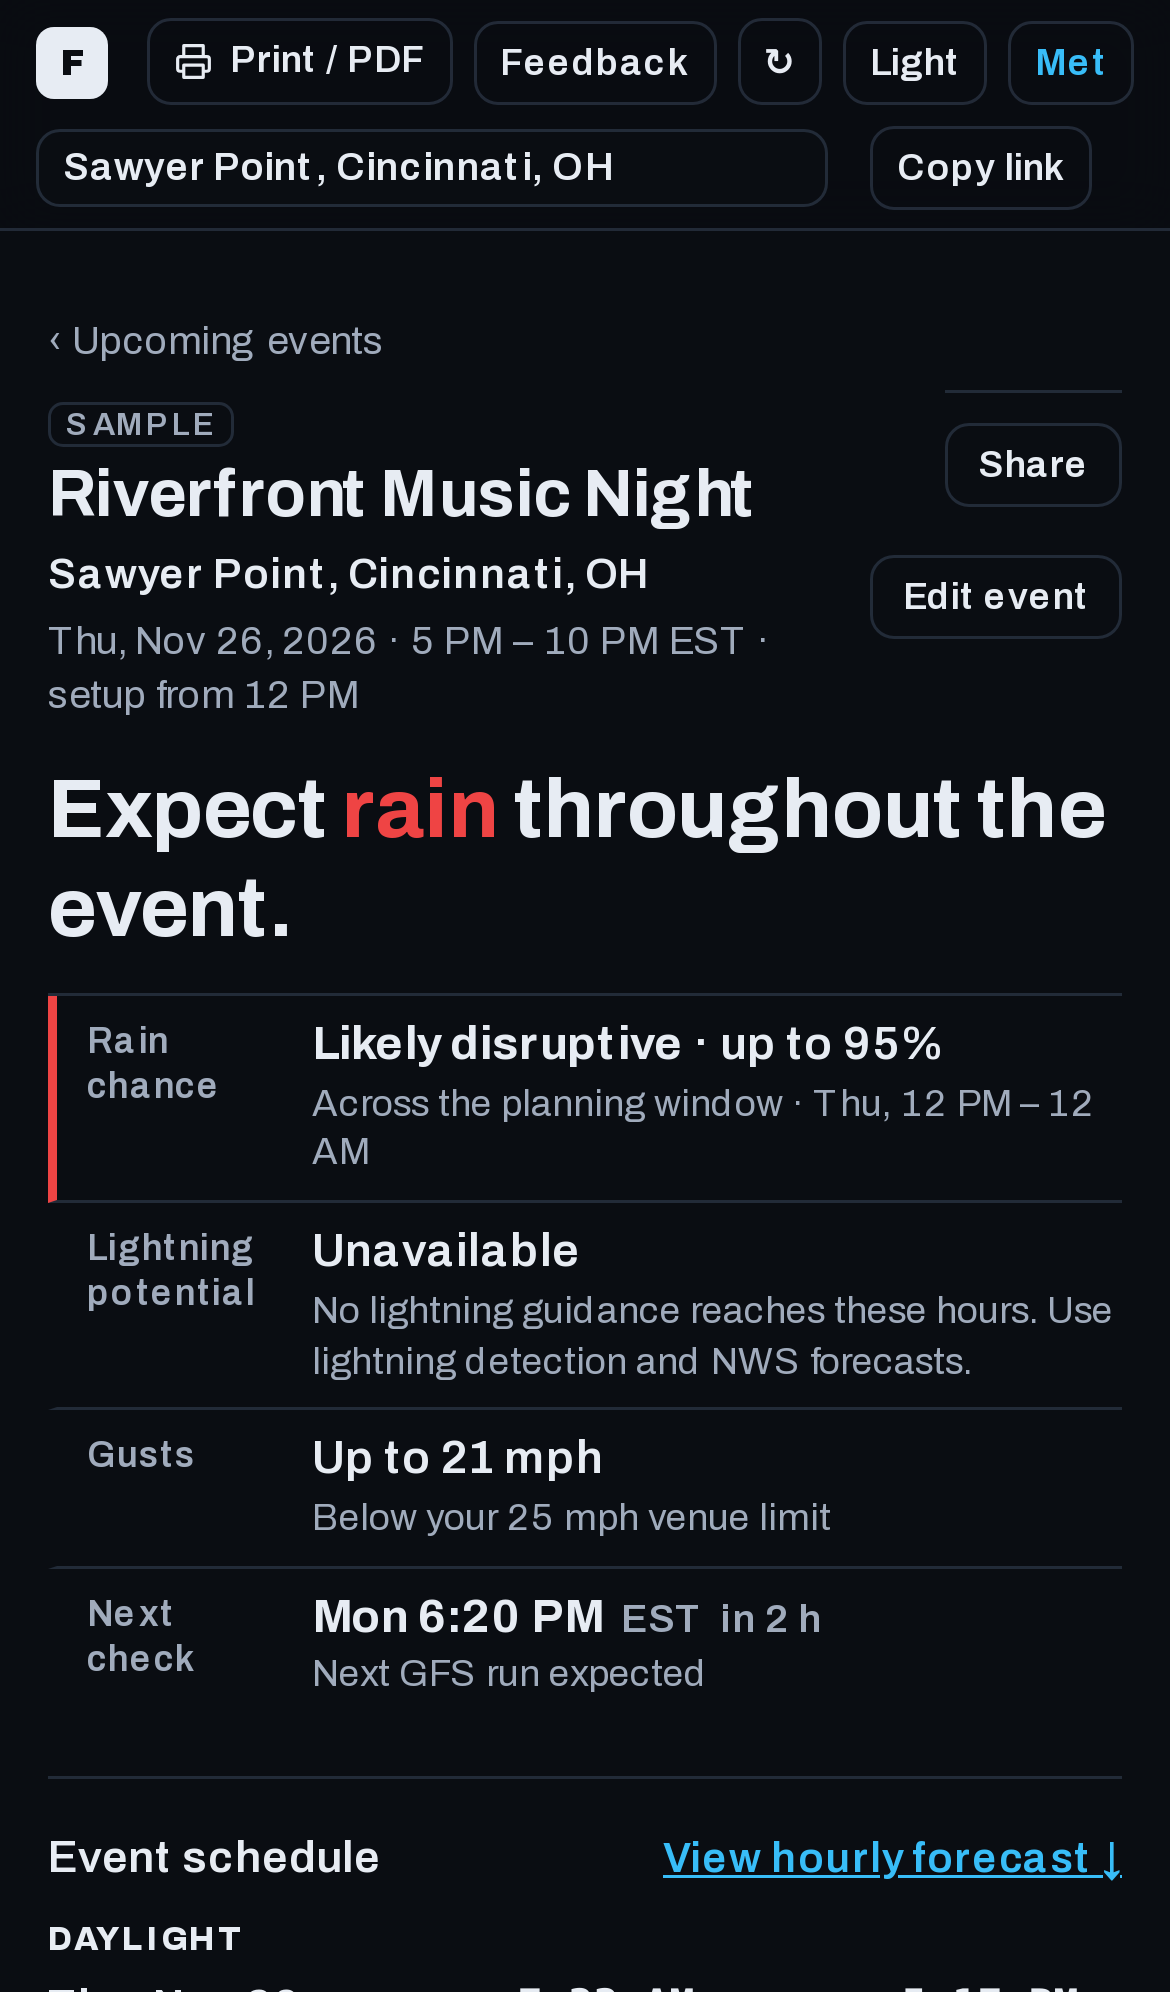 F
Print / PDF
Feedback
↻
Light
Met
Sawyer Point, Cincinnati, OH
Copy link
‹ Upcoming events
SAMPLE
Riverfront Music Night
Share
Sawyer Point, Cincinnati, OH
Edit event
Thu, Nov 26, 2026 · 5 PM – 10 PM EST ·
setup from 12 PM
Expect rain throughout the
event.
Rain
chance
Likely disruptive · up to 95%
Across the planning window · Thu, 12 PM – 12
AM
Lightning
potential
Unavailable
No lightning guidance reaches these hours. Use
lightning detection and NWS forecasts.
Gusts
Up to 21 mph
Below your 25 mph venue limit
Next
check
Mon 6:20 PM EST in 2 h
Next GFS run expected
Event schedule
View hourly forecast ↓
DAYLIGHT